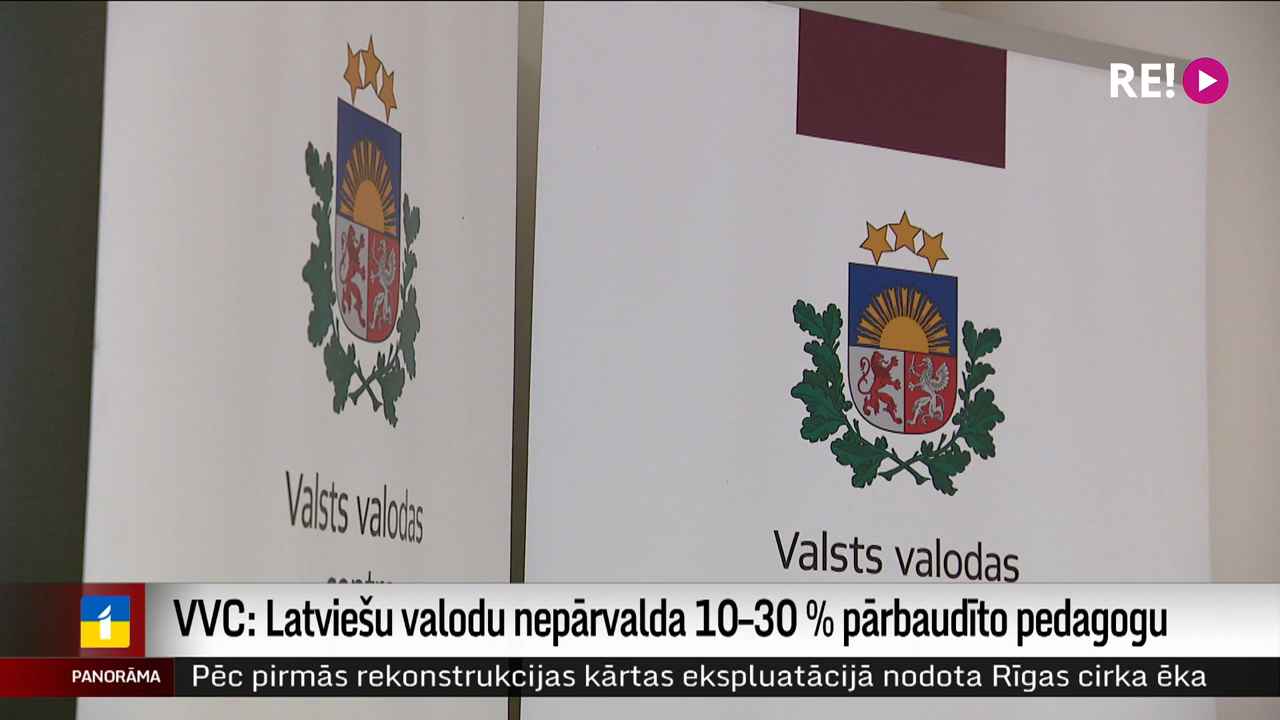 RE!
Valsts valodas
Valsts valodas
1
VVC: Latviešu valodu nepārvalda 10–30 % pārbaudīto pedagogu
PANORĀMA
Pēc pirmās rekonstrukcijas kārtas ekspluatācijā nodota Rīgas cirka ēka